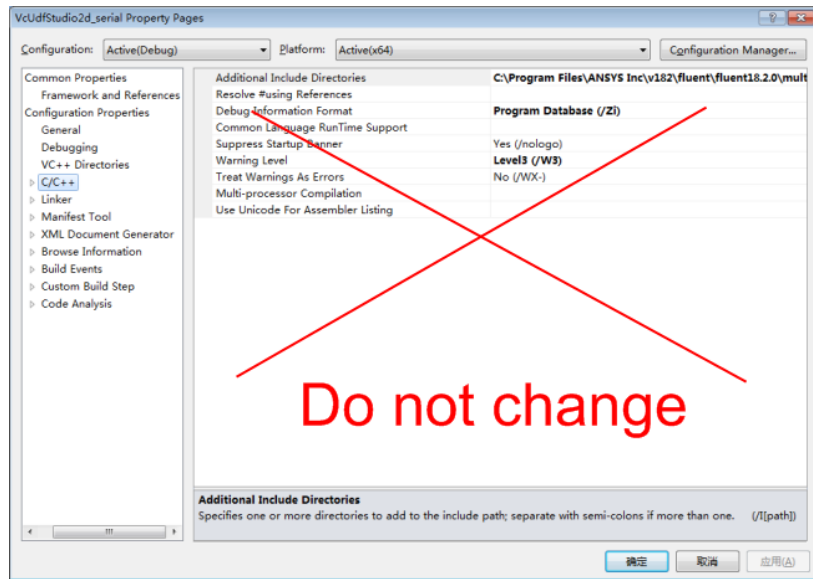 VcUdfStudio2d_serial Property Pages
Configuration: Active(Debug) Platform: Active(x64) Configuration Manager...
Common Properties
Framework and References
Configuration Properties
General
Debugging
VC++ Directories
C/C++
Linker
Manifest Tool
XML Document Generator
Browse Information
Build Events
Custom Build Step
Code Analysis
Additional Include Directories C:\Program Files\ANSYS Inc\v182\fluent\fluent18.2.0\mult
Resolve #using References
Debug Information Format Program Database (/Zi)
Common Language RunTime Support
Suppress Startup Banner Yes (/nologo)
Warning Level Level3 (/W3)
Treat Warnings As Errors No (/WX-)
Multi-processor Compilation
Use Unicode For Assembler Listing
Do not change
Additional Include Directories
Specifies one or more directories to add to the include path; separate with semi-colons if more than one. (/I[path])
确定 取消 应用(A)